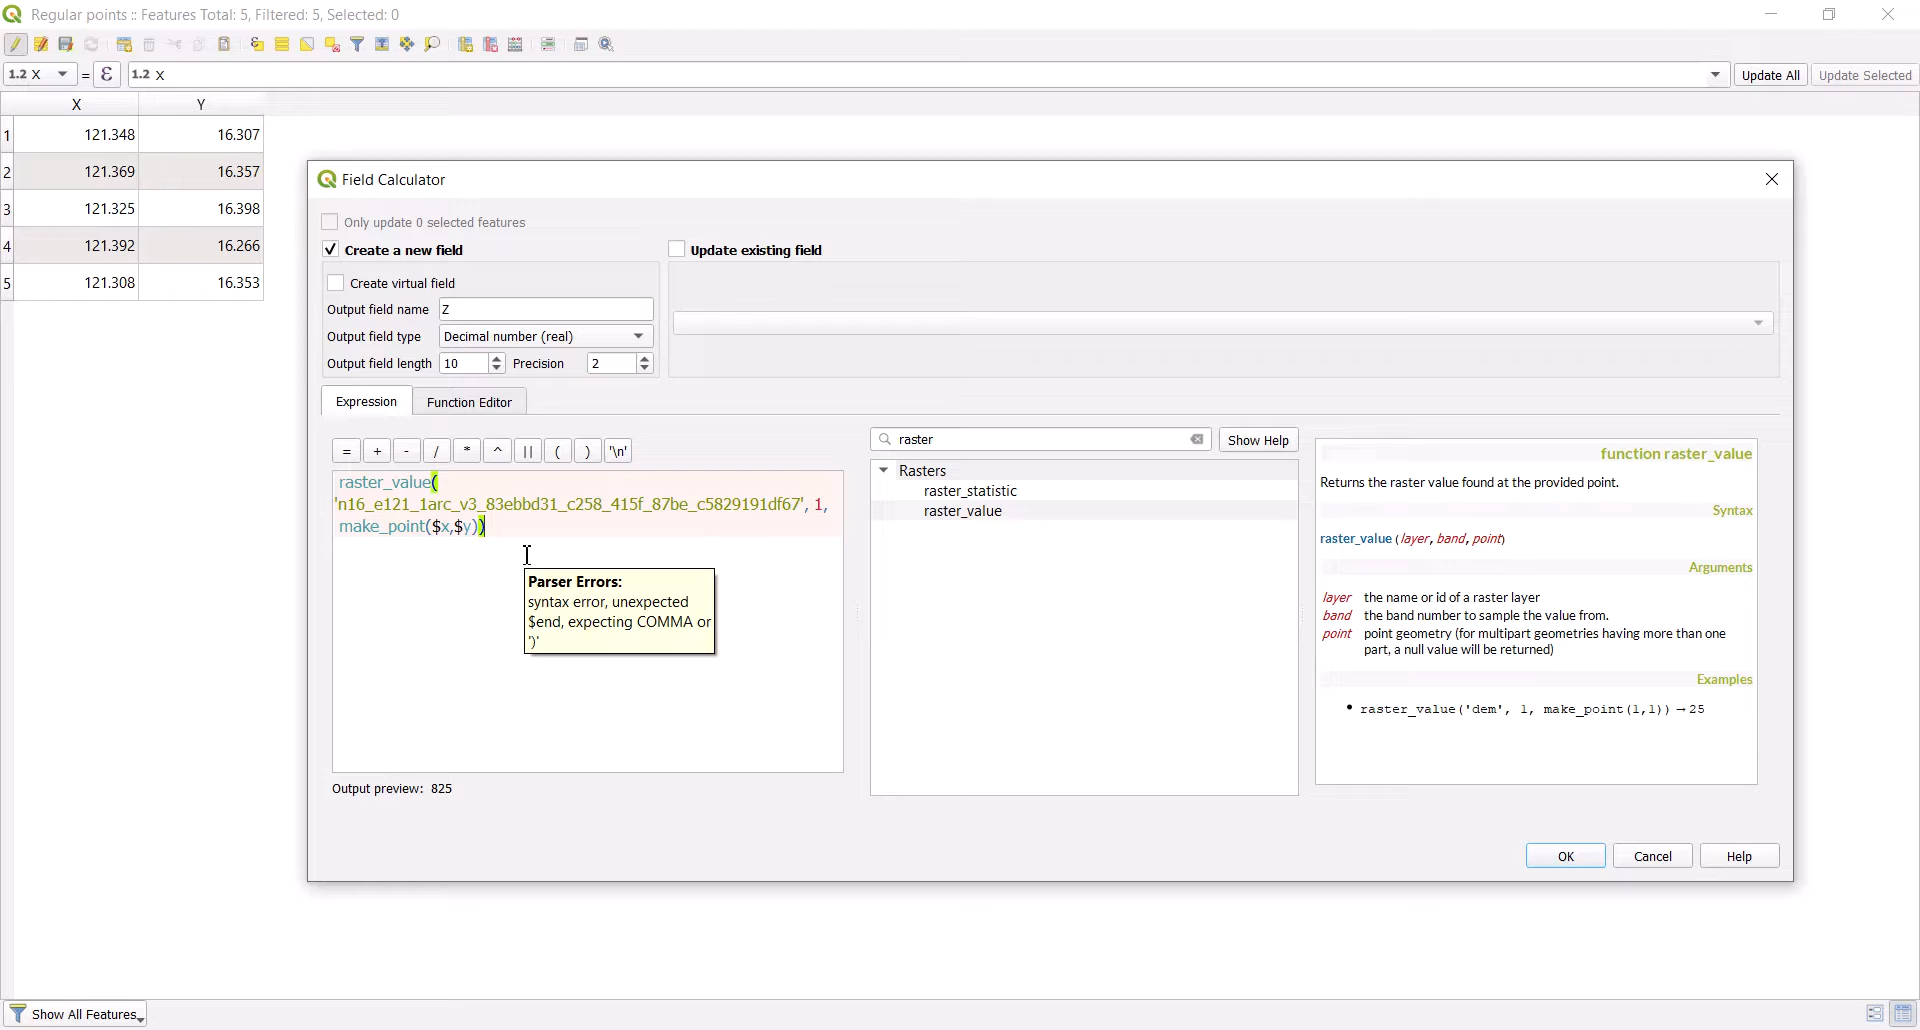 Regular points :: Features Total: 5, Filtered: 5, Selected: 0
1.2 X = ε 1.2 X Update All Update Selected
X Y
1 121.348 16.307
2 121.369 16.357
3 121.325 16.398
4 121.392 16.266
5 121.308 16.353
Field Calculator
Only update 0 selected features
Create a new field
Update existing field
Create virtual field
Output field name Z
Output field type Decimal number (real)
Output field length 10 Precision 2
Expression Function Editor
= + - / * ^ || ( ) '\n'
raster_value(
'n16_e121_1arc_v3_83ebbd31_c258_415f_87be_c5829191df67', 1,
make_point($x,$y))
Parser Errors:
syntax error, unexpected
$end, expecting COMMA or
')'
Output preview: 825
raster Show Help
Rasters
raster_statistic
raster_value
function raster_value
Returns the raster value found at the provided point.
Syntax
raster_value (layer, band, point)
Arguments
layer the name or id of a raster layer
band the band number to sample the value from.
point point geometry (for multipart geometries having more than one
part, a null value will be returned)
Examples
• raster_value('dem', 1, make_point(1,1)) → 25
OK Cancel Help
Show All Features